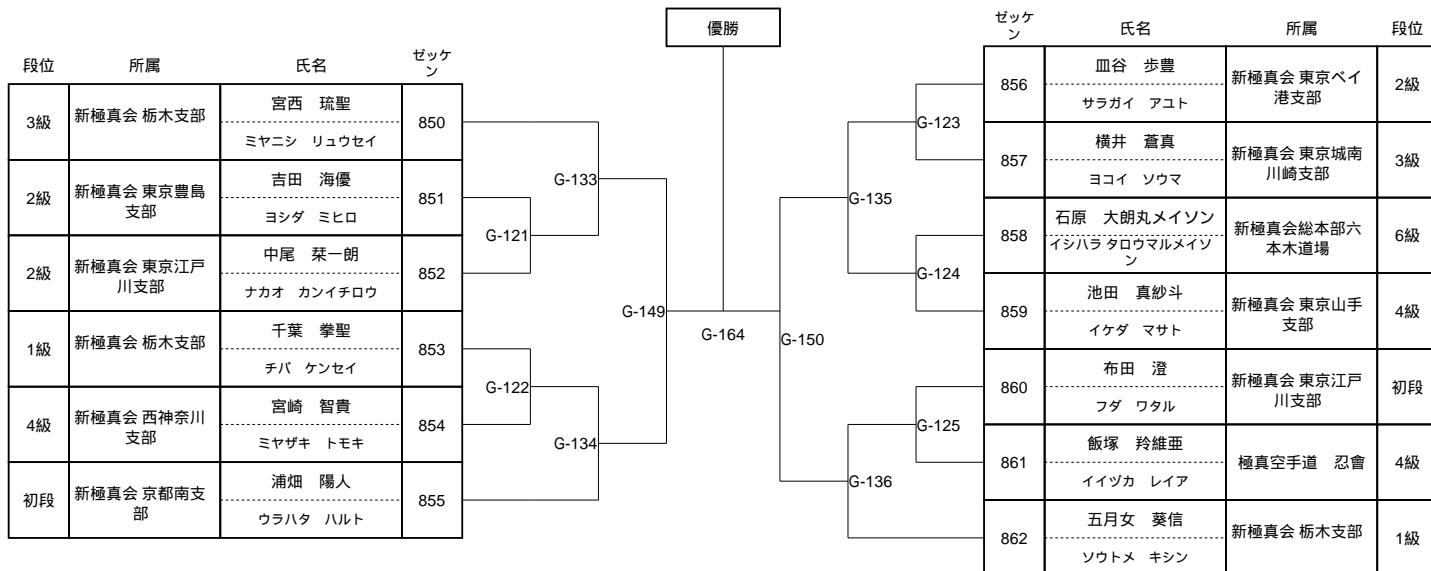 優勝
段位 所属 氏名 ゼッケ
ン
3級 新極真会 栃木支部 宮西 琉聖 850
ミヤニシ リュウセイ
2級 新極真会 東京豊島
支部 吉田 海優 851
ヨシダ ミヒロ
2級 新極真会 東京江戸
川支部 中尾 栞一朗 852
ナカオ カンイチロウ
1級 新極真会 栃木支部 千葉 拳聖 853
チバ ケンセイ
4級 新極真会 西神奈川
支部 宮崎 智貴 854
ミヤザキ トモキ
初段 新極真会 京都南支
部 浦畑 陽人 855
ウラハタ ハルト
G-133
G-121
G-149
G-122
G-134
G-164
G-150
G-123
G-135
G-124
G-125
G-136
ゼッケ
ン 氏名 所属 段位
856 皿谷 歩豊 新極真会 東京ベイ
港支部 2級
サラガイ アユト
857 横井 蒼真 新極真会 東京城南
川崎支部 3級
ヨコイ ソウマ
858 石原 大朗丸メイソン 新極真会総本部六
本木道場 6級
イシハラ タロウマルメイソ
ン
859 池田 真紗斗 新極真会 東京山手
支部 4級
イケダ マサト
860 布田 澄 新極真会 東京江戸
川支部 初段
フダ ワタル
861 飯塚 羚維亜 極真空手道 忍會 4級
イイヅカ レイア
862 五月女 葵信 新極真会 栃木支部 1級
ソウトメ キシン